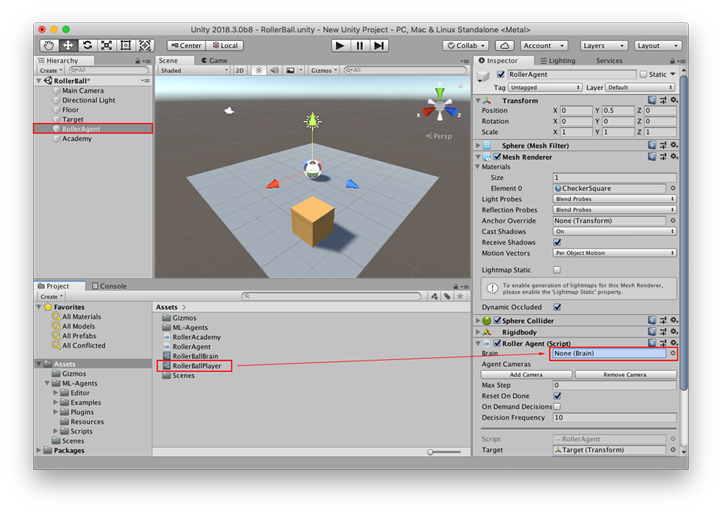 Unity 2018.3.0b8 - RollerBall.unity - New Unity Project - PC, Mac & Linux Standalone <Metal>
Center Local Collab Account Layers Layout
Hierarchy
Create All
RollerBall*
Main Camera
Directional Light
Floor
Target
RollerAgent
Academy
Scene Game
Shaded 2D Gizmos All
y
x z
Persp
Project Console
Create
Favorites
All Materials
All Models
All Prefabs
All Conflicted
Assets
Gizmos
ML-Agents
Editor
Examples
Plugins
Resources
Scripts
Scenes
Packages
Assets
Gizmos
ML-Agents
RollerAcademy
RollerAgent
RollerBallBrain
RollerBallPlayer
Scenes
Inspector Lighting Services
RollerAgent Static
Tag Untagged Layer Default
Transform
Position X 0 Y 0.5 Z 0
Rotation X 0 Y 0 Z 0
Scale X 1 Y 1 Z 1
Sphere (Mesh Filter)
Mesh Renderer
Materials
Size 1
Element 0 CheckerSquare
Light Probes Blend Probes
Reflection Probes Blend Probes
Anchor Override None (Transform)
Cast Shadows On
Receive Shadows
Motion Vectors Per Object Motion
Lightmap Static
To enable generation of lightmaps for this Mesh Renderer,
please enable the 'Lightmap Static' property.
Dynamic Occluded
Sphere Collider
Rigidbody
Roller Agent (Script)
Brain None (Brain)
Agent Cameras
Add Camera Remove Camera
Max Step 0
Reset On Done
On Demand Decisions
Decision Frequency 10
Script RollerAgent
Target Target (Transform)